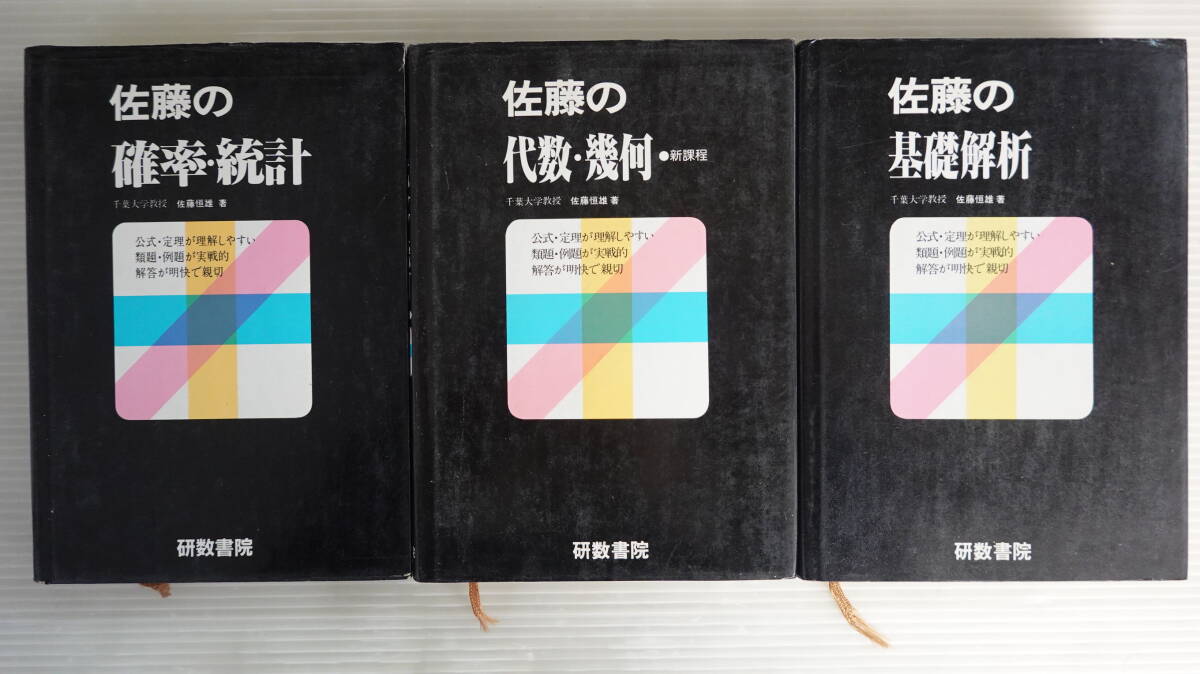 佐藤の
確率・統計
千葉大学教授 佐藤恒雄 著
公式・定理が理解しやすい
類題・例題が実戦的
解答が明快で親切
研数書院
佐藤の
代数・幾何●新課程
千葉大学教授 佐藤恒雄 著
公式・定理が理解しやすい
類題・例題が実戦的
解答が明快で親切
研数書院
佐藤の
基礎解析
千葉大学教授 佐藤恒雄 著
公式・定理が理解しやすい
類題・例題が実戦的
解答が明快で親切
研数書院